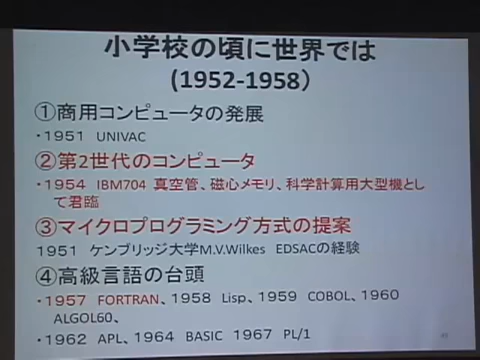 小学校の頃に世界では
(1952-1958）
①商用コンピュータの発展
・1951 UNIVAC
②第2世代のコンピュータ
・1954 IBM704 真空管、磁心メモリ、科学計算用大型機とし
て君臨
③マイクロプログラミング方式の提案
1951 ケンブリッジ大学M.V.Wilkes EDSACの経験
④高級言語の台頭
・1957 FORTRAN、1958 Lisp、1959 COBOL、1960
ALGOL60、
・1962 APL、1964 BASIC 1967 PL/1